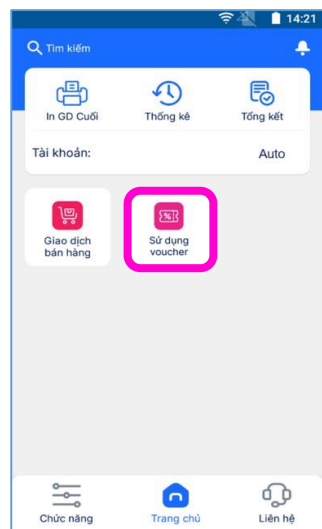 14:21
Tìm kiếm
In GD Cuối
Thống kê
Tổng kết
Tài khoản:
Auto
Giao dịch
bán hàng
%
Sử dụng
voucher
Chức năng
Trang chủ
Liên hệ